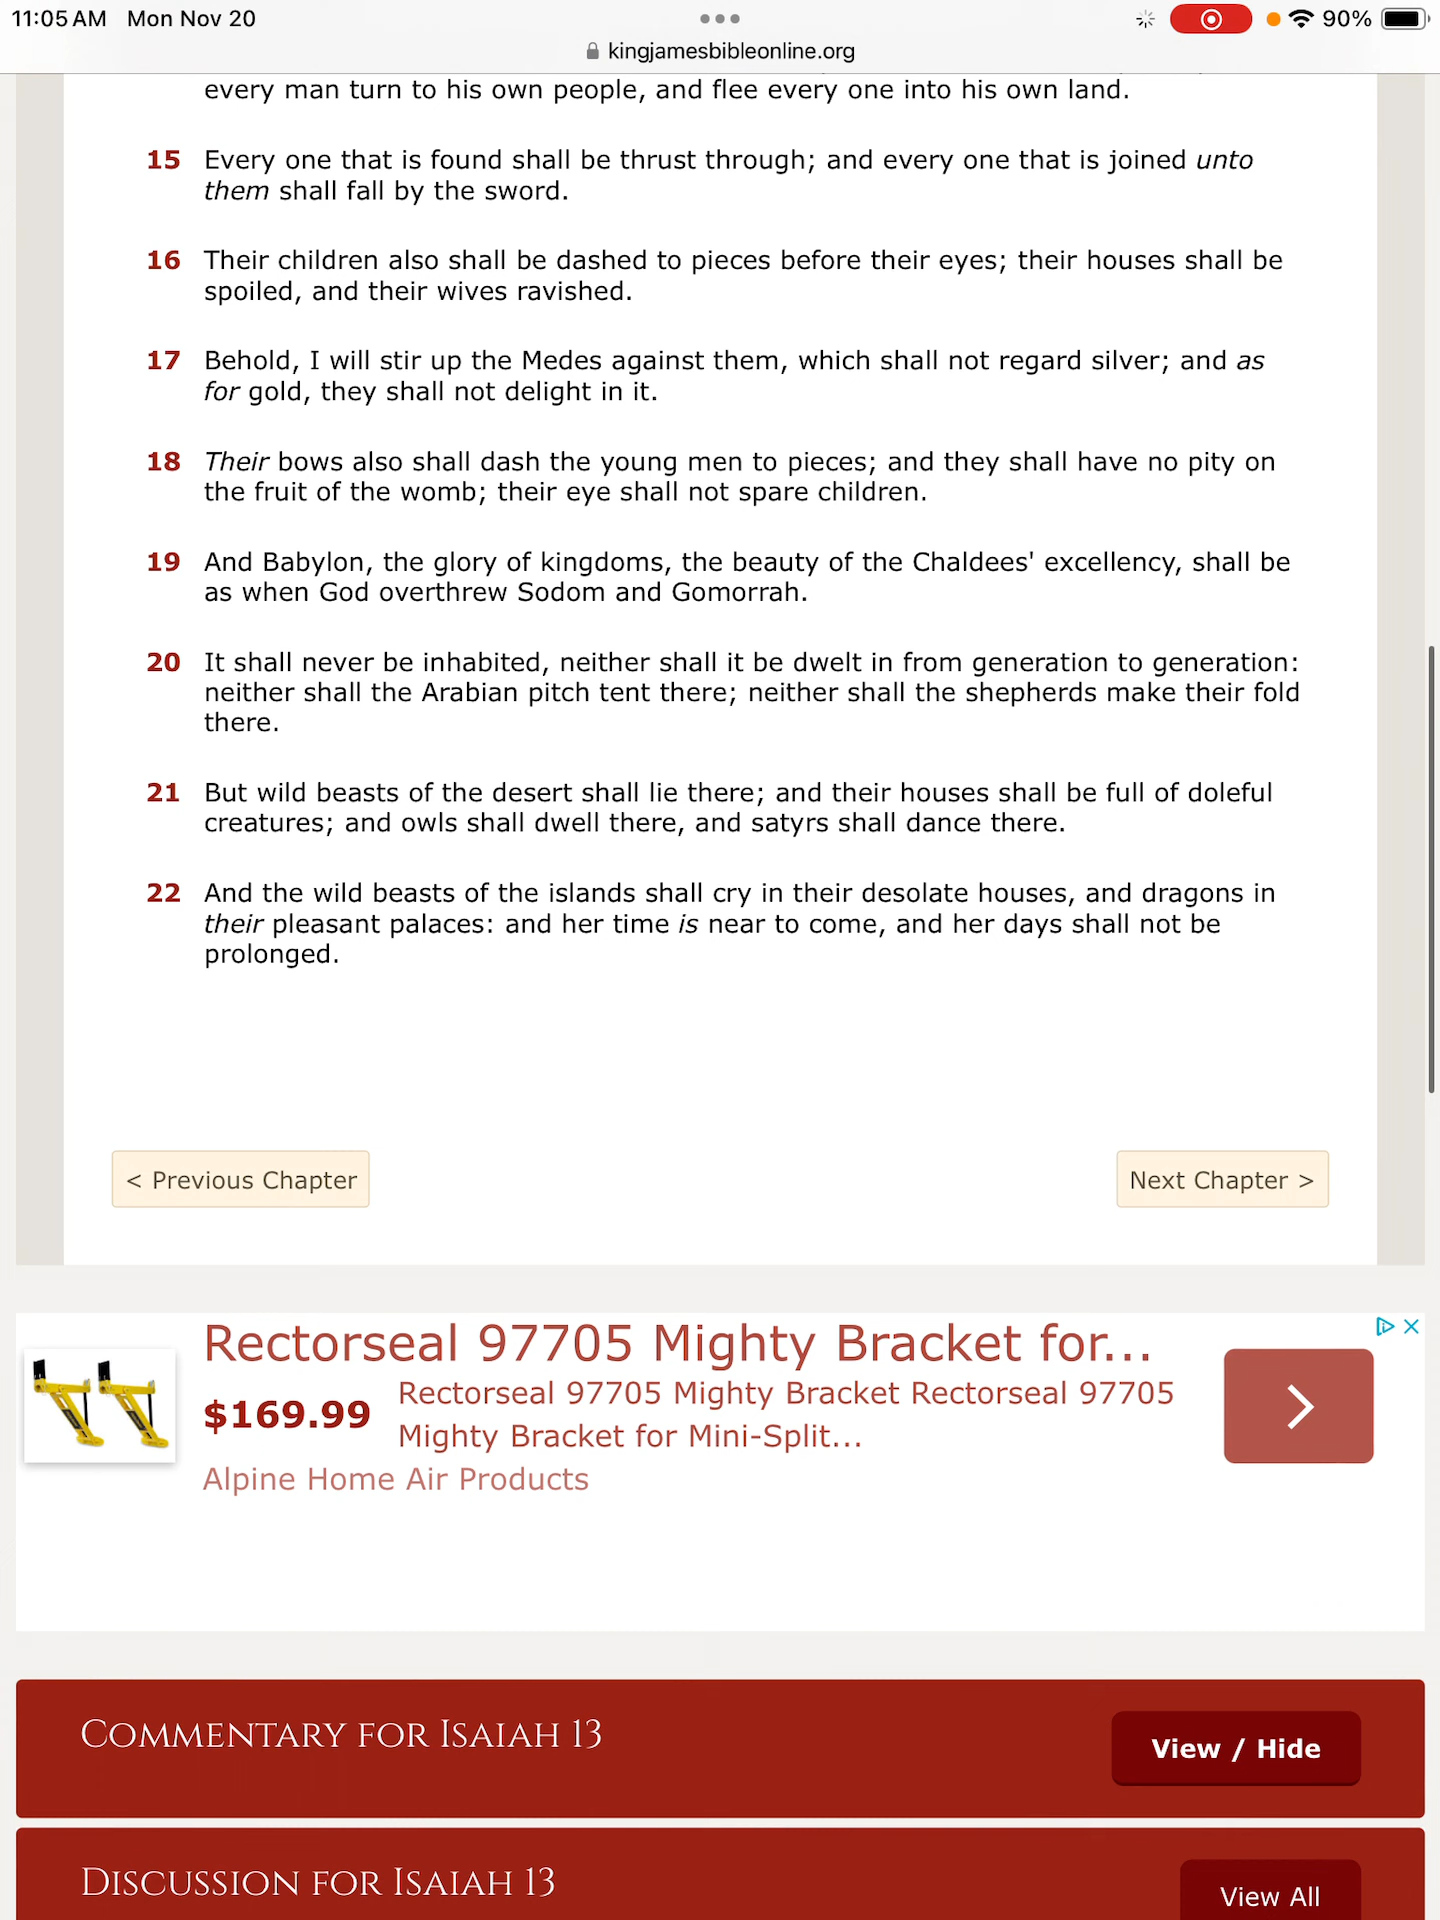 11:05 AM Mon Nov 20
90%
kingjamesbibleonline.org
every man turn to his own people, and flee every one into his own land.
15 Every one that is found shall be thrust through; and every one that is joined unto
them shall fall by the sword.
16 Their children also shall be dashed to pieces before their eyes; their houses shall be
spoiled, and their wives ravished.
17 Behold, I will stir up the Medes against them, which shall not regard silver; and as
for gold, they shall not delight in it.
18 Their bows also shall dash the young men to pieces; and they shall have no pity on
the fruit of the womb; their eye shall not spare children.
19 And Babylon, the glory of kingdoms, the beauty of the Chaldees' excellency, shall be
as when God overthrew Sodom and Gomorrah.
20 It shall never be inhabited, neither shall it be dwelt in from generation to generation:
neither shall the Arabian pitch tent there; neither shall the shepherds make their fold
there.
21 But wild beasts of the desert shall lie there; and their houses shall be full of doleful
creatures; and owls shall dwell there, and satyrs shall dance there.
22 And the wild beasts of the islands shall cry in their desolate houses, and dragons in
their pleasant palaces: and her time is near to come, and her days shall not be
prolonged.
< Previous Chapter
Next Chapter >
Rectorseal 97705 Mighty Bracket for...
$169.99
Rectorseal 97705 Mighty Bracket Rectorseal 97705
Mighty Bracket for Mini-Split...
Alpine Home Air Products
Commentary for Isaiah 13
View / Hide
Discussion for Isaiah 13
View All